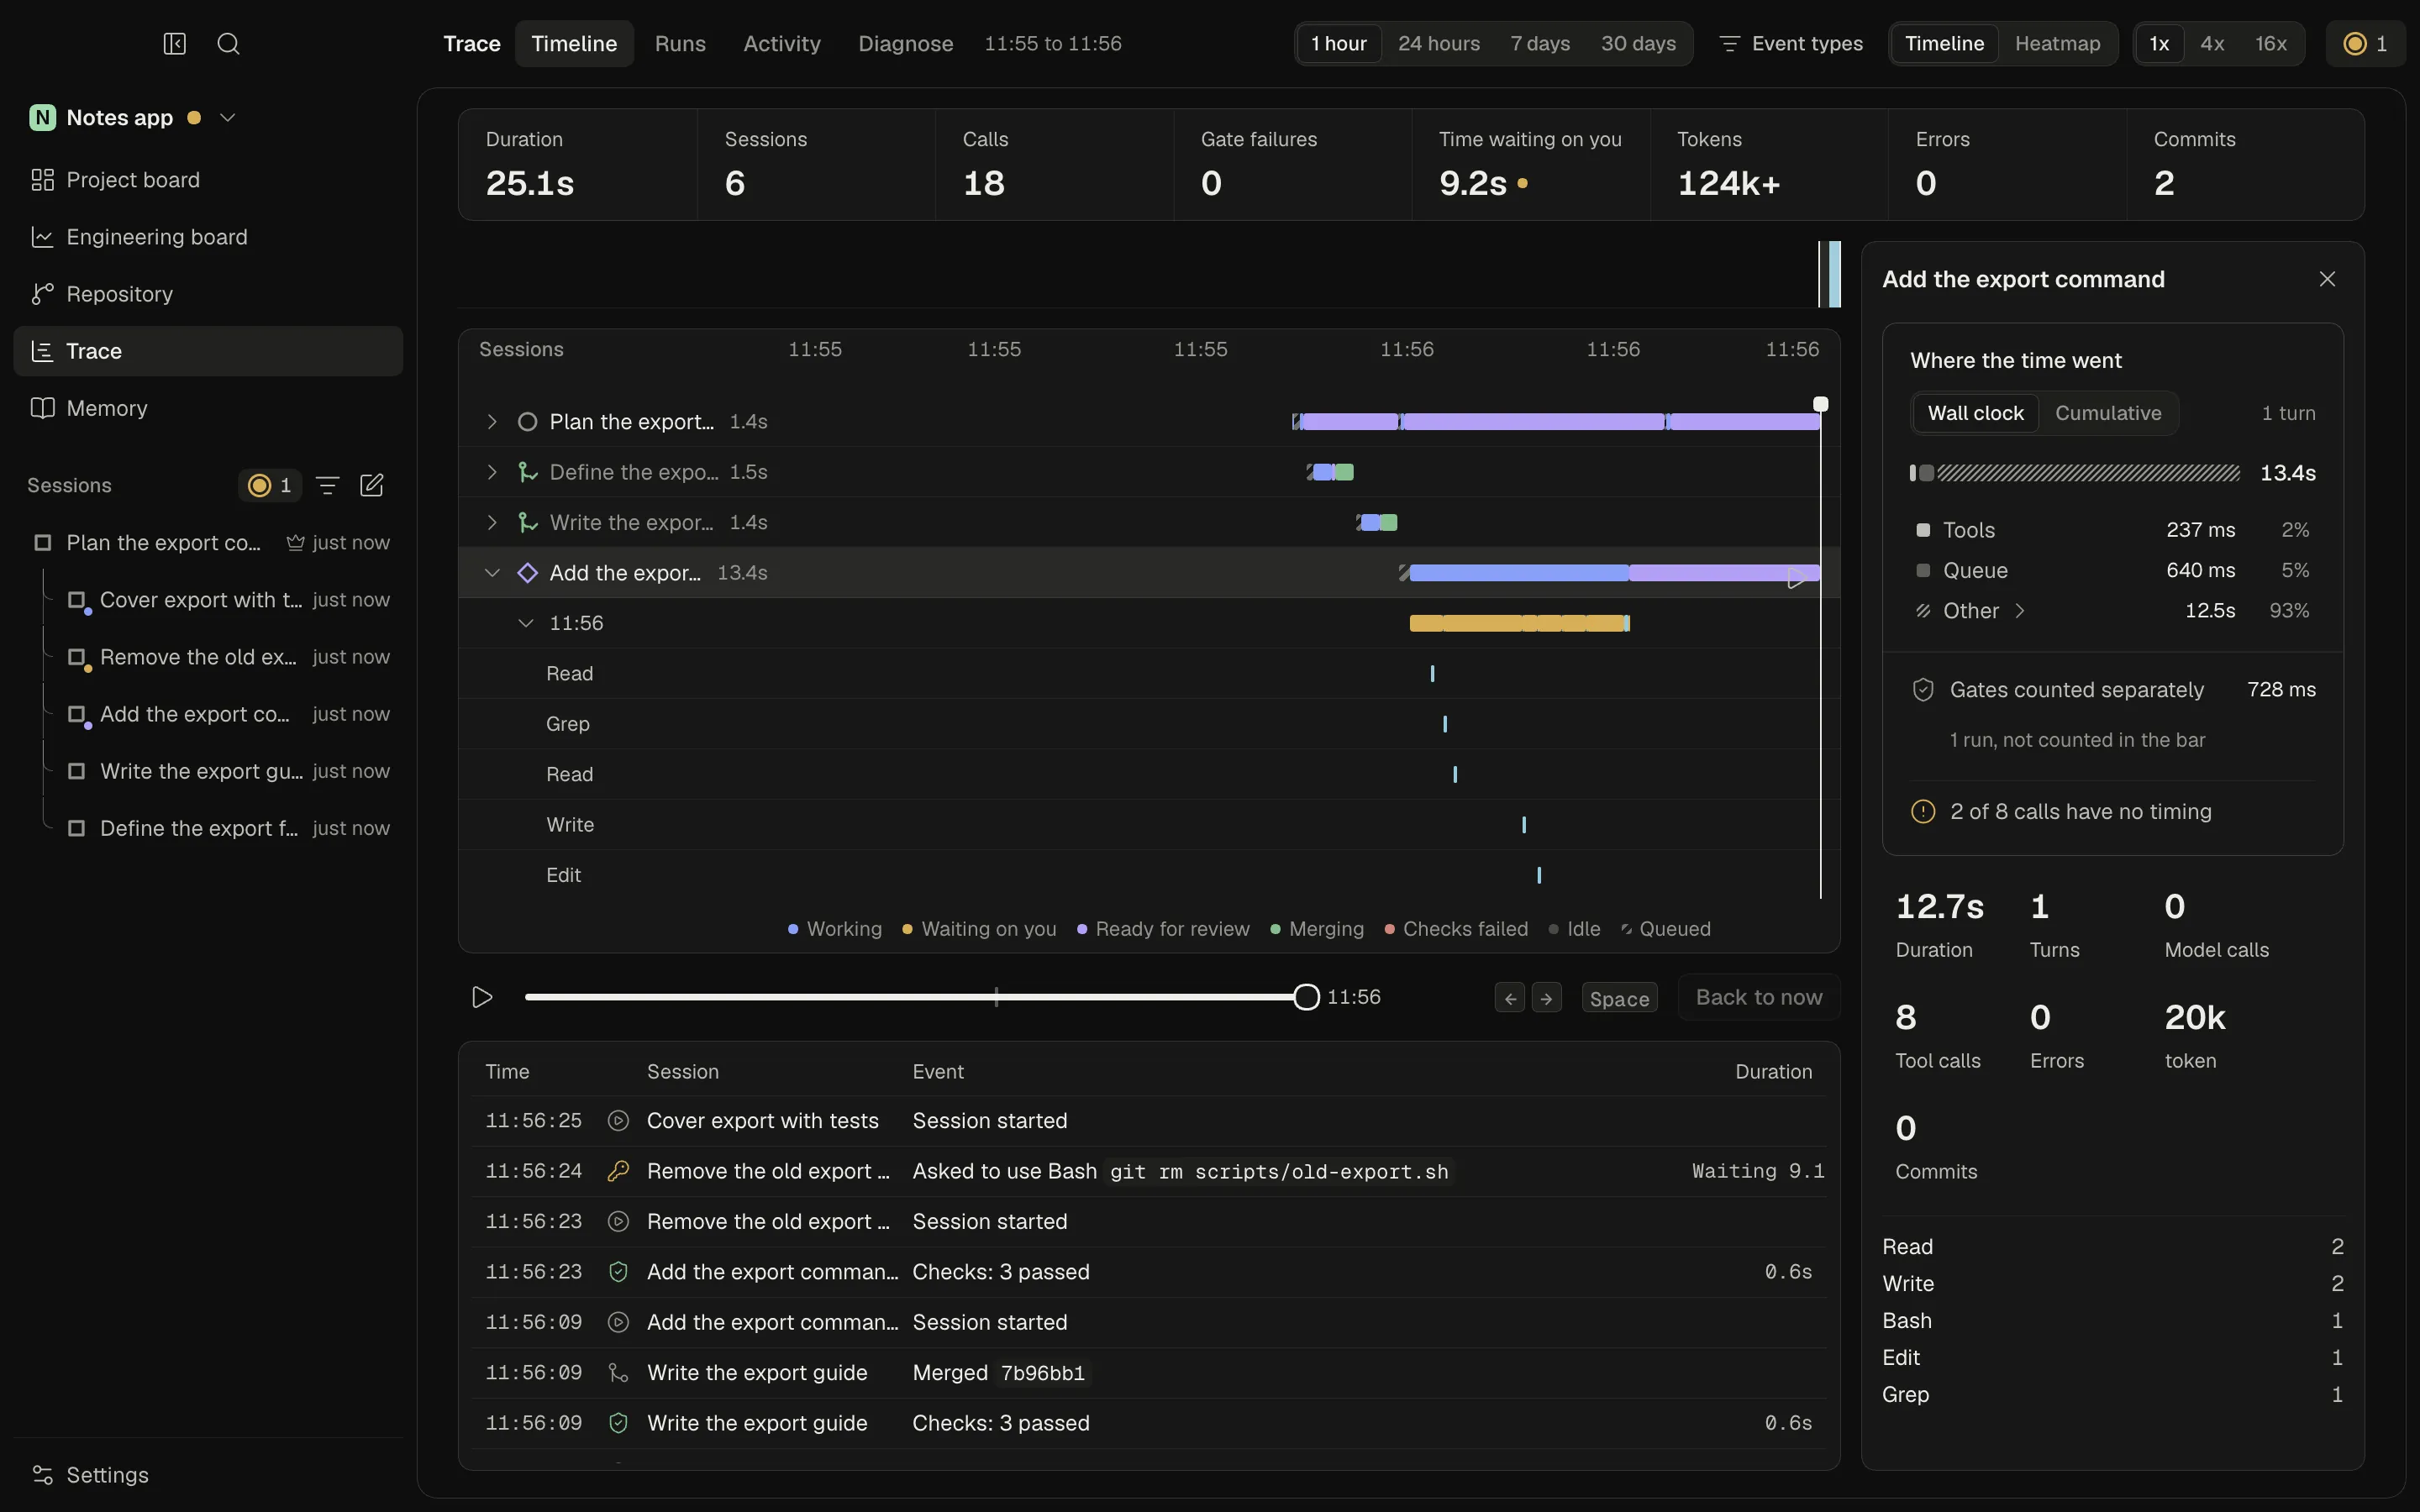 Trace Timeline Runs Activity Diagnose 11:55 to 11:56 1 hour 24 hours 7 days 30 days Event types Timeline Heatmap 1x 4x 16x 1
N Notes app
Project board
Engineering board
Repository
Trace
Memory
Sessions 1
Plan the export co... just now
Cover export with t... just now
Remove the old ex... just now
Add the export co... just now
Write the export gu... just now
Define the export f... just now
Settings
Duration Sessions Calls Gate failures Time waiting on you Tokens Errors Commits
25.1s 6 18 0 9.2s 124k+ 0 2
Sessions 11:55 11:55 11:55 11:56 11:56 11:56
Plan the export... 1.4s
Define the expo... 1.5s
Write the expor... 1.4s
Add the expor... 13.4s
11:56
Read
Grep
Read
Write
Edit
Working Waiting on you Ready for review Merging Checks failed Idle Queued
11:56 ← → Space Back to now
Time Session Event Duration
11:56:25 Cover export with tests Session started
11:56:24 Remove the old export ... Asked to use Bash git rm scripts/old-export.sh Waiting 9.1
11:56:23 Remove the old export ... Session started
11:56:23 Add the export comman... Checks: 3 passed 0.6s
11:56:09 Add the export comman... Session started
11:56:09 Write the export guide Merged 7b96bb1
11:56:09 Write the export guide Checks: 3 passed 0.6s
Add the export command
Where the time went
Wall clock Cumulative 1 turn
13.4s
Tools 237 ms 2%
Queue 640 ms 5%
Other 12.5s 93%
Gates counted separately 728 ms
1 run, not counted in the bar
2 of 8 calls have no timing
12.7s 1 0
Duration Turns Model calls
8 0 20k
Tool calls Errors token
0
Commits
Read 2
Write 2
Bash 1
Edit 1
Grep 1